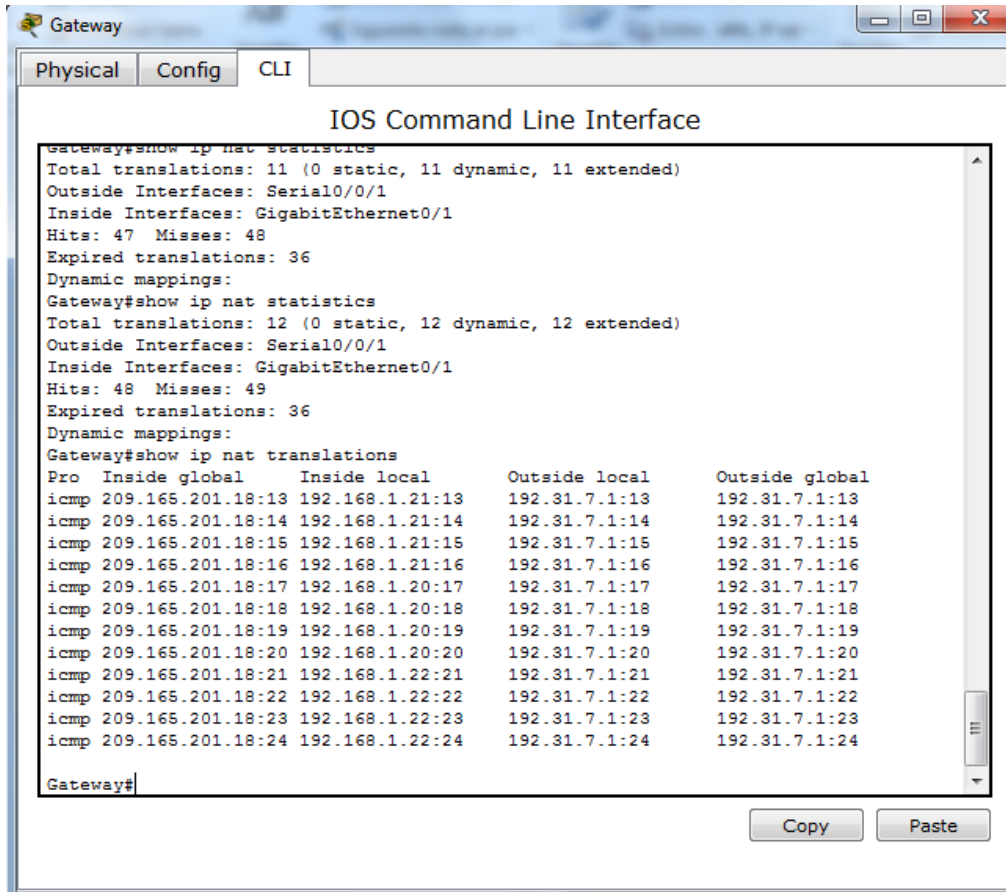 Gateway
Physical Config CLI
IOS Command Line Interface
Gateway#show ip nat statistics
Total translations: 11 (0 static, 11 dynamic, 11 extended)
Outside Interfaces: Serial0/0/1
Inside Interfaces: GigabitEthernet0/1
Hits: 47 Misses: 48
Expired translations: 36
Dynamic mappings:
Gateway#show ip nat statistics
Total translations: 12 (0 static, 12 dynamic, 12 extended)
Outside Interfaces: Serial0/0/1
Inside Interfaces: GigabitEthernet0/1
Hits: 48 Misses: 49
Expired translations: 36
Dynamic mappings:
Gateway#show ip nat translations
Pro Inside global Inside local Outside local Outside global
icmp 209.165.201.18:13 192.168.1.21:13 192.31.7.1:13 192.31.7.1:13
icmp 209.165.201.18:14 192.168.1.21:14 192.31.7.1:14 192.31.7.1:14
icmp 209.165.201.18:15 192.168.1.21:15 192.31.7.1:15 192.31.7.1:15
icmp 209.165.201.18:16 192.168.1.21:16 192.31.7.1:16 192.31.7.1:16
icmp 209.165.201.18:17 192.168.1.20:17 192.31.7.1:17 192.31.7.1:17
icmp 209.165.201.18:18 192.168.1.20:18 192.31.7.1:18 192.31.7.1:18
icmp 209.165.201.18:19 192.168.1.20:19 192.31.7.1:19 192.31.7.1:19
icmp 209.165.201.18:20 192.168.1.20:20 192.31.7.1:20 192.31.7.1:20
icmp 209.165.201.18:21 192.168.1.22:21 192.31.7.1:21 192.31.7.1:21
icmp 209.165.201.18:22 192.168.1.22:22 192.31.7.1:22 192.31.7.1:22
icmp 209.165.201.18:23 192.168.1.22:23 192.31.7.1:23 192.31.7.1:23
icmp 209.165.201.18:24 192.168.1.22:24 192.31.7.1:24 192.31.7.1:24
Gateway#
Copy Paste